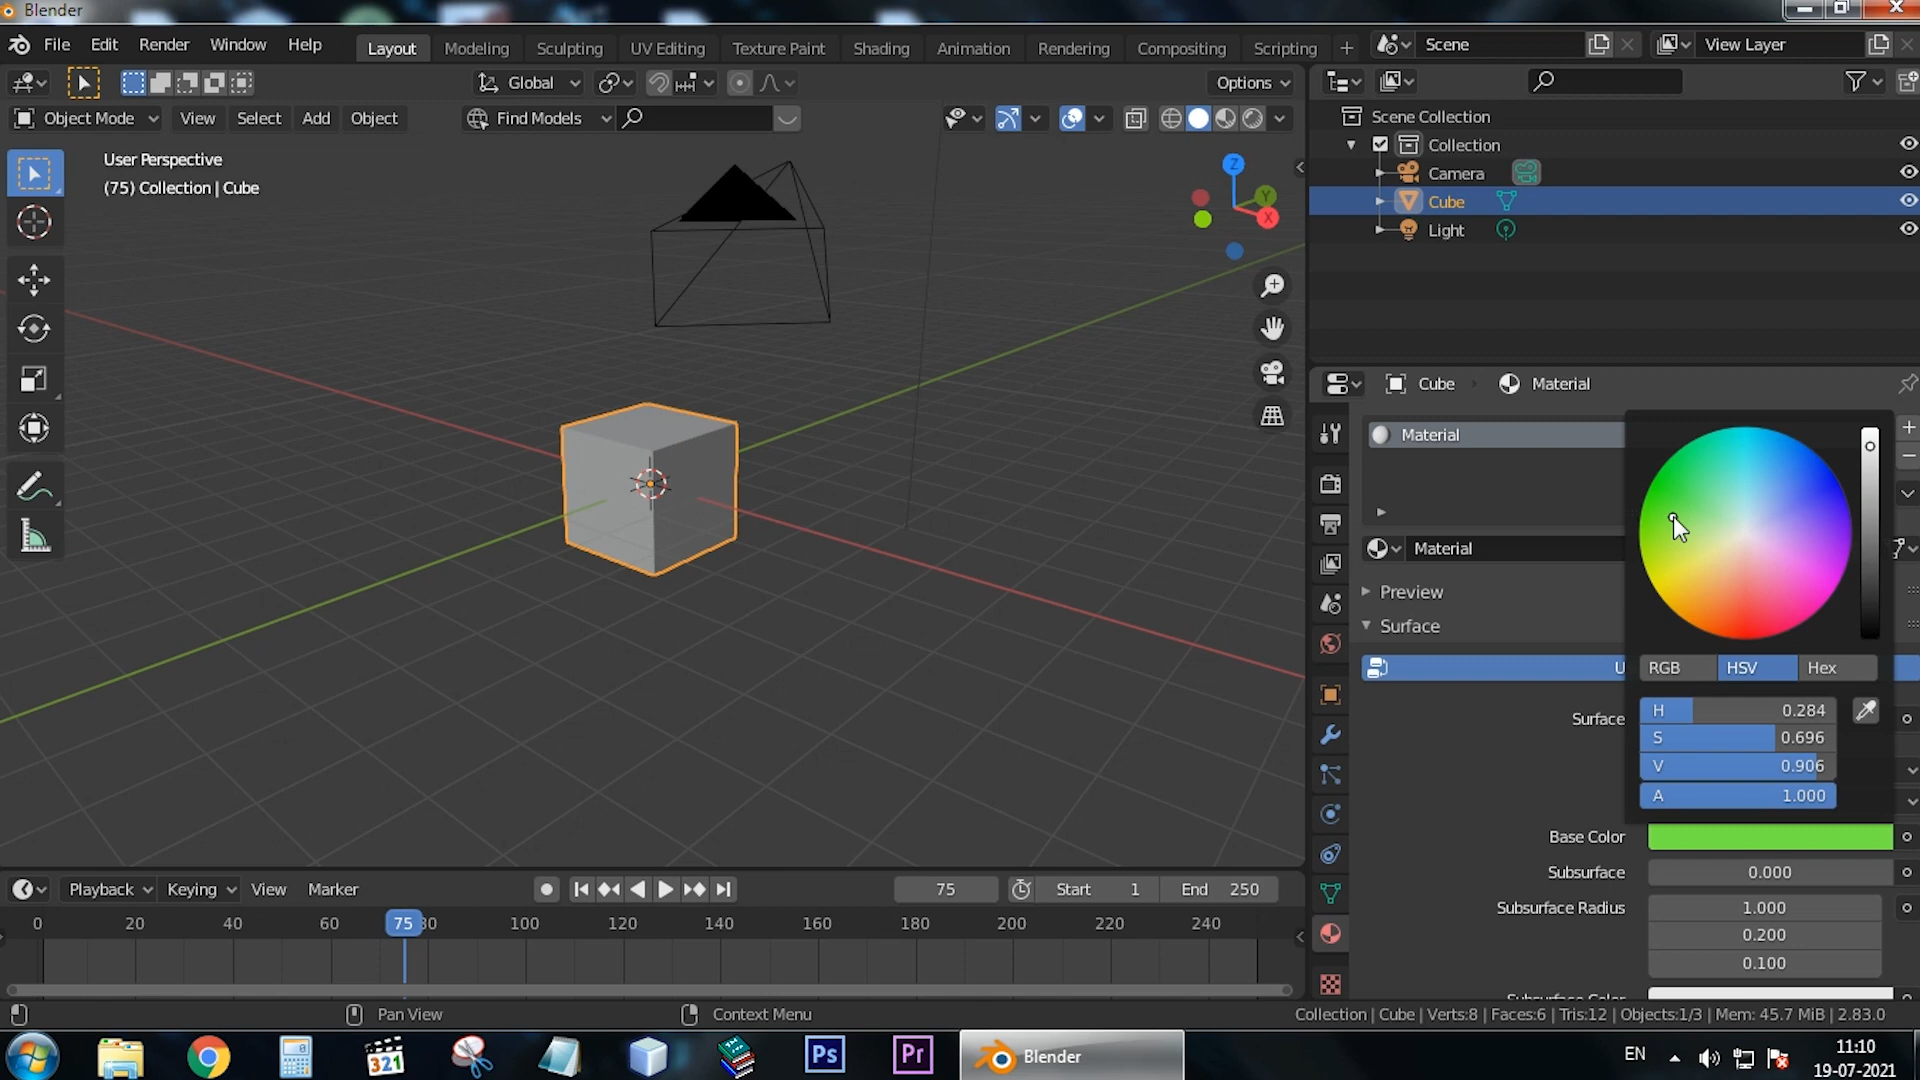 Blender
File Edit Render Window Help Layout Modeling Sculpting UV Editing Texture Paint Shading Animation Rendering Compositing Scripting + Scene View Layer
Global Options
Object Mode View Select Add Object Find Models
User Perspective
(75) Collection | Cube
Z
Y
X
Scene Collection
Collection
Camera
Cube
Light
Cube Material
Material
Material
Preview
Surface
U
RGB HSV Hex
Surface
H 0.284
S 0.696
V 0.906
A 1.000
Base Color
Subsurface 0.000
Subsurface Radius 1.000
0.200
0.100
Subsurface Color
Playback Keying View Marker 75 Start 1 End 250
0 20 40 60 75 80 100 120 140 160 180 200 220 240
Pan View Context Menu
Collection | Cube | Verts:8 | Faces:6 | Tris:12 | Objects:1/3 | Mem: 45.7 MiB | 2.83.0
321 Ps Pr Blender
EN
11:10
19-07-2021